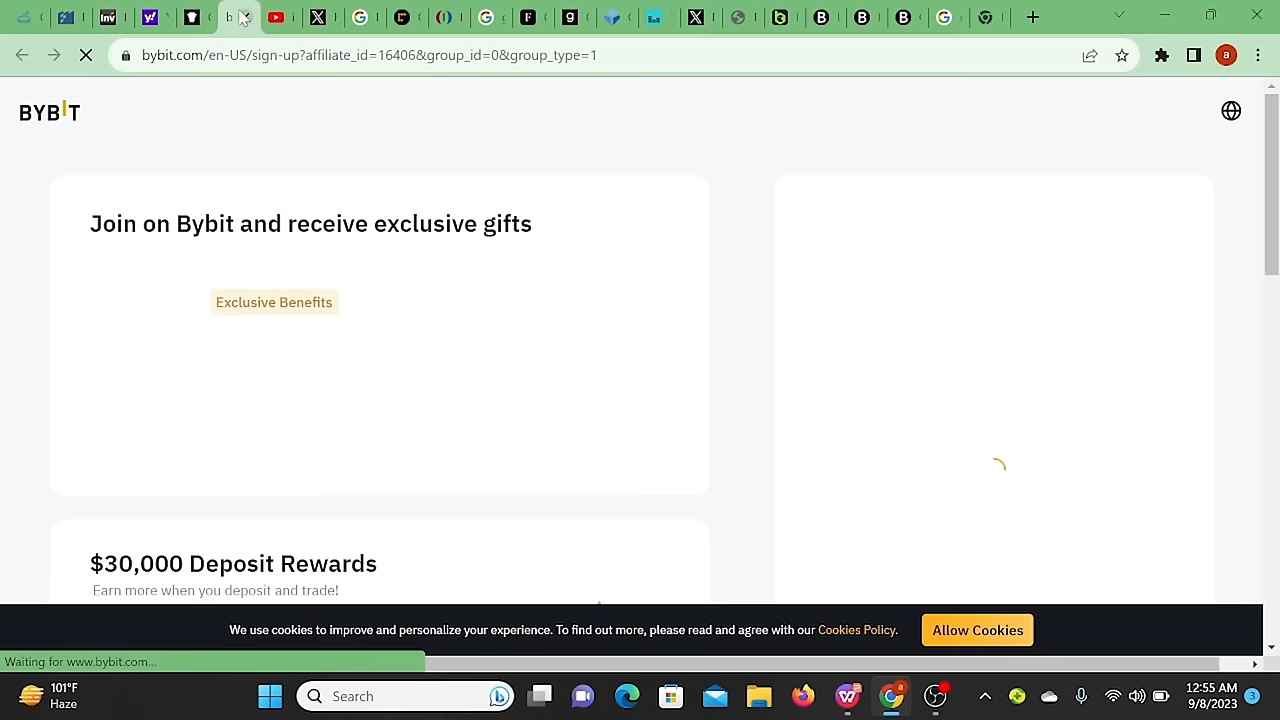 bybit.com/en-US/sign-up?affiliate_id=16406&group_id=0&group_type=1
BYBIT
Join on Bybit and receive exclusive gifts
Exclusive Benefits
$30,000 Deposit Rewards
Earn more when you deposit and trade!
We use cookies to improve and personalize your experience. To find out more, please read and agree with our Cookies Policy.
Allow Cookies
Waiting for www.bybit.com...
101°F
Haze
Search
12:55 AM
9/8/2023
3